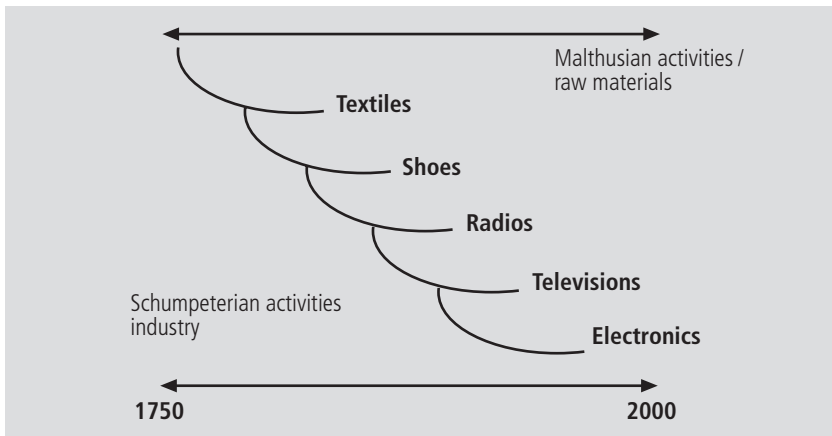 Malthusian activities /
raw materials
Textiles
Shoes
Radios
Televisions
Schumpeterian activities
industry
Electronics
1750
2000